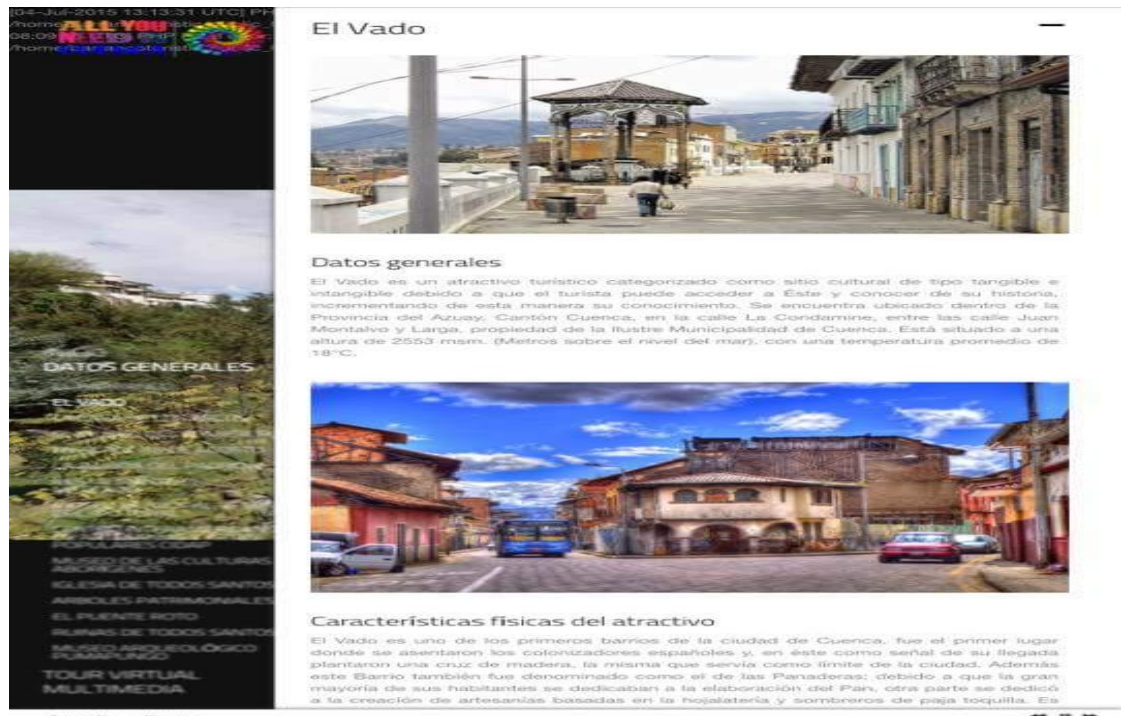 [04-Jul-2015 13:13:31 UTC] PH
ALL YOU
NEED IS
El Vado
Datos generales
El Vado es un atractivo turístico categorizado como sitio cultural de tipo tangible e
intangible debido a que el turista puede acceder a Éste y conocer de su historia,
incrementando de esta manera su conocimiento. Se encuentra ubicado dentro de la
Provincia del Azuay, Cantón Cuenca, en la calle La Condamine, entre las calle Juan
Montalvo y Larga, propiedad de la Ilustre Municipalidad de Cuenca. Está situado a una
altura de 2553 msm. (Metros sobre el nivel del mar), con una temperatura promedio de
18°C.
Características físicas del atractivo
El Vado es uno de los primeros barrios de la ciudad de Cuenca, fue el primer lugar
donde se asentaron los colonizadores españoles y, en éste como señal de su llegada
plantaron una cruz de madera, la misma que servía como límite de la ciudad. Además
este Barrio también fue denominado como el de las Panaderas; debido a que la gran
mayoría de sus habitantes se dedicaban a la elaboración del Pan, otra parte se dedicó
a la creación de artesanías basadas en la hojalatería y sombreros de paja toquilla. Es
DATOS GENERALES
EL VADO
POPULARES CIDAP
MUSEO DE LAS CULTURAS
ABORÍGENES
IGLESIA DE TODOS SANTOS
ARBOLES PATRIMONIALES
EL PUENTE ROTO
RUINAS DE TODOS SANTOS
MUSEO ARQUEOLÓGICO
PUMAPUNGO
TOUR VIRTUAL
MULTIMEDIA